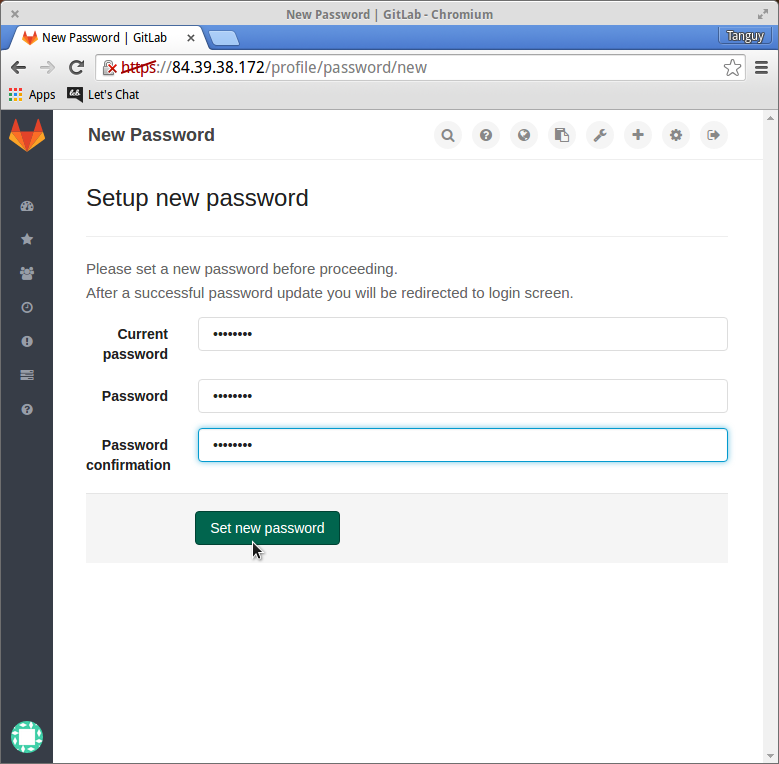 New Password | GitLab - Chromium
New Password | GitLab
Tanguy
https://84.39.38.172/profile/password/new
Apps
Let's Chat
New Password
Setup new password
Please set a new password before proceeding.
After a successful password update you will be redirected to login screen.
Current
password
••••••••
Password
••••••••
Password
confirmation
••••••••
Set new password